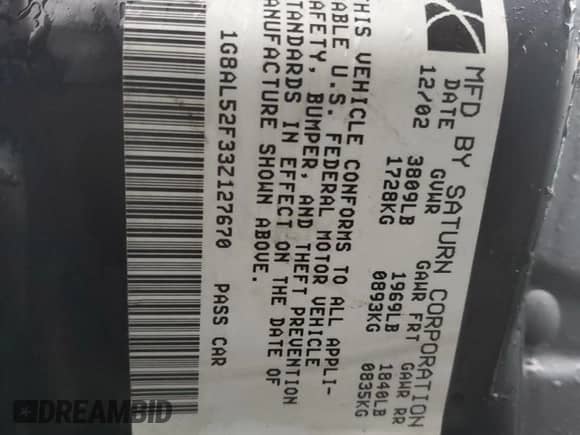 MFD BY SATURN CORPORATION
DATE GVWR GAWR FRT GAWR RR
12/02 3809LB 1969LB 1840LB
1728KG 0893KG 0835KG
THIS VEHICLE CONFORMS TO ALL APPLI-
ABLE U.S. FEDERAL MOTOR VEHICLE
SAFETY, BUMPER, AND THEFT PREVENTION
STANDARDS IN EFFECT ON THE DATE OF
MANUFACTURE SHOWN ABOVE.
1G8AL52F33Z127670 PASS CAR
DREAMBID